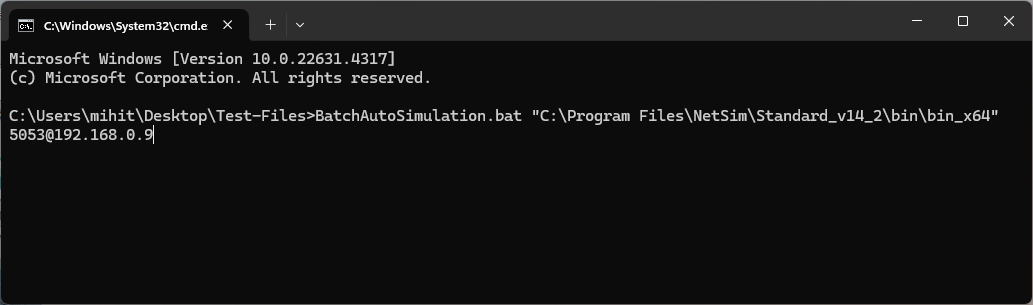 C:\Windows\System32\cmd.e
Microsoft Windows [Version 10.0.22631.4317]
(c) Microsoft Corporation. All rights reserved.
C:\Users\mihit\Desktop\Test-Files>BatchAutoSimulation.bat "C:\Program Files\NetSim\Standard_v14_2\bin\bin_x64"
5053@192.168.0.9